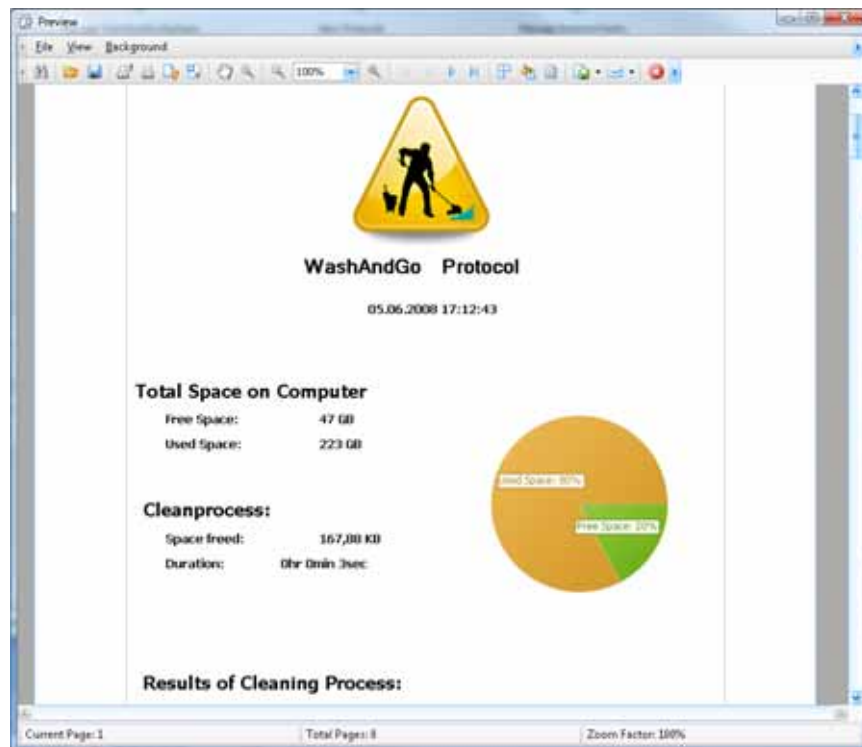 Preview
File View Background
100%
WashAndGo Protocol
05.06.2008 17:12:43
Total Space on Computer
Free Space: 47 GB
Used Space: 223 GB
Used Space: 80%
Free Space: 20%
Cleanprocess:
Space freed: 167,88 KB
Duration: 0hr 0min 3sec
Results of Cleaning Process:
Current Page: 1 Total Pages: 8 Zoom Factor: 100%